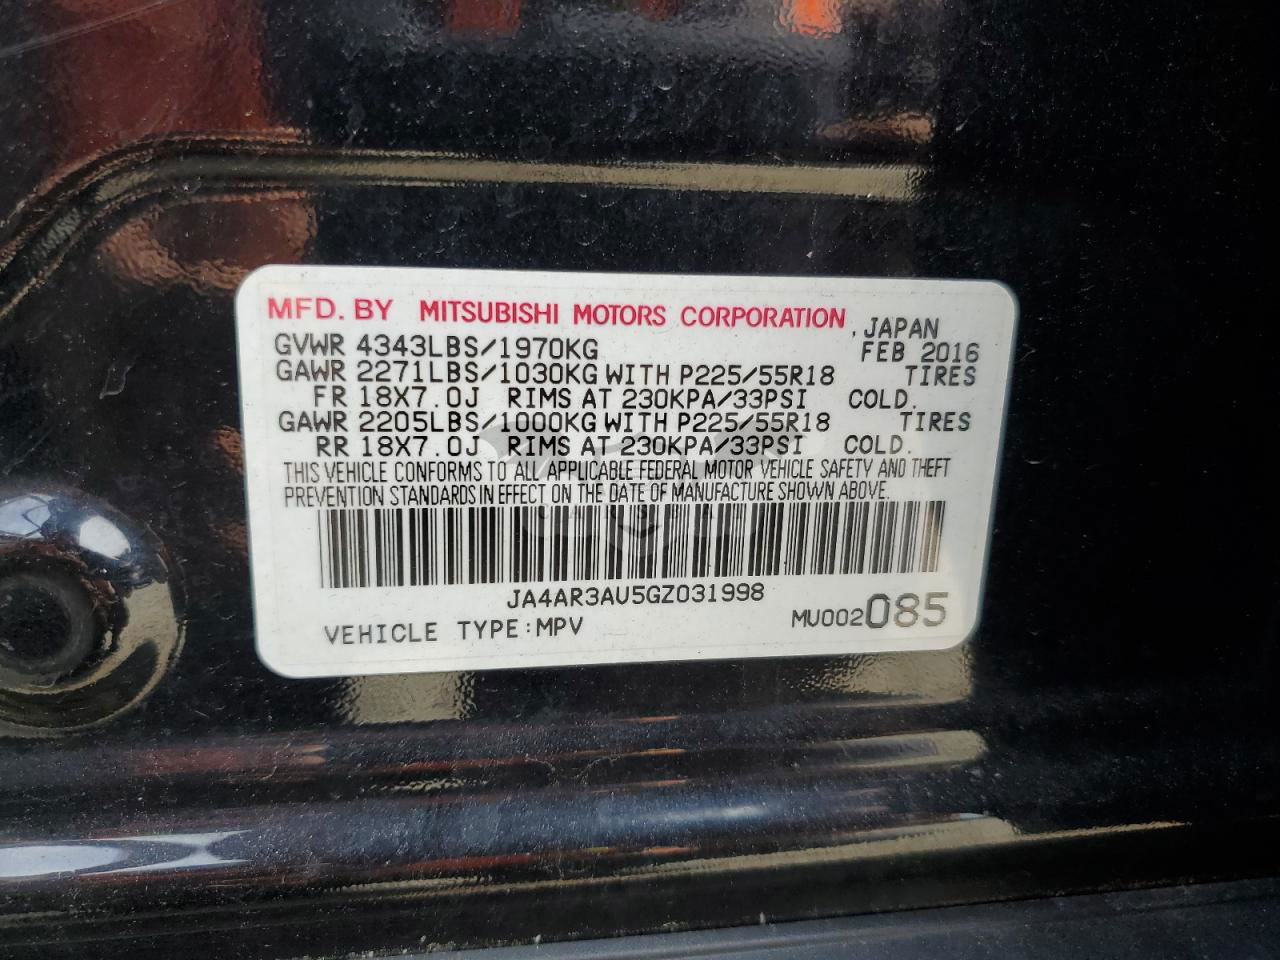 MFD. BY MITSUBISHI MOTORS CORPORATION, JAPAN
GVWR 4343LBS/1970KG FEB 2016
GAWR 2271LBS/1030KG WITH P225/55R18 TIRES
FR 18X7.0J RIMS AT 230KPA/33PSI COLD.
GAWR 2205LBS/1000KG WITH P225/55R18 TIRES
RR 18X7.0J RIMS AT 230KPA/33PSI COLD.
THIS VEHICLE CONFORMS TO ALL APPLICABLE FEDERAL MOTOR VEHICLE SAFETY AND THEFT
PREVENTION STANDARDS IN EFFECT ON THE DATE OF MANUFACTURE SHOWN ABOVE.
JA4AR3AU5GZ031998
VEHICLE TYPE:MPV MU002085